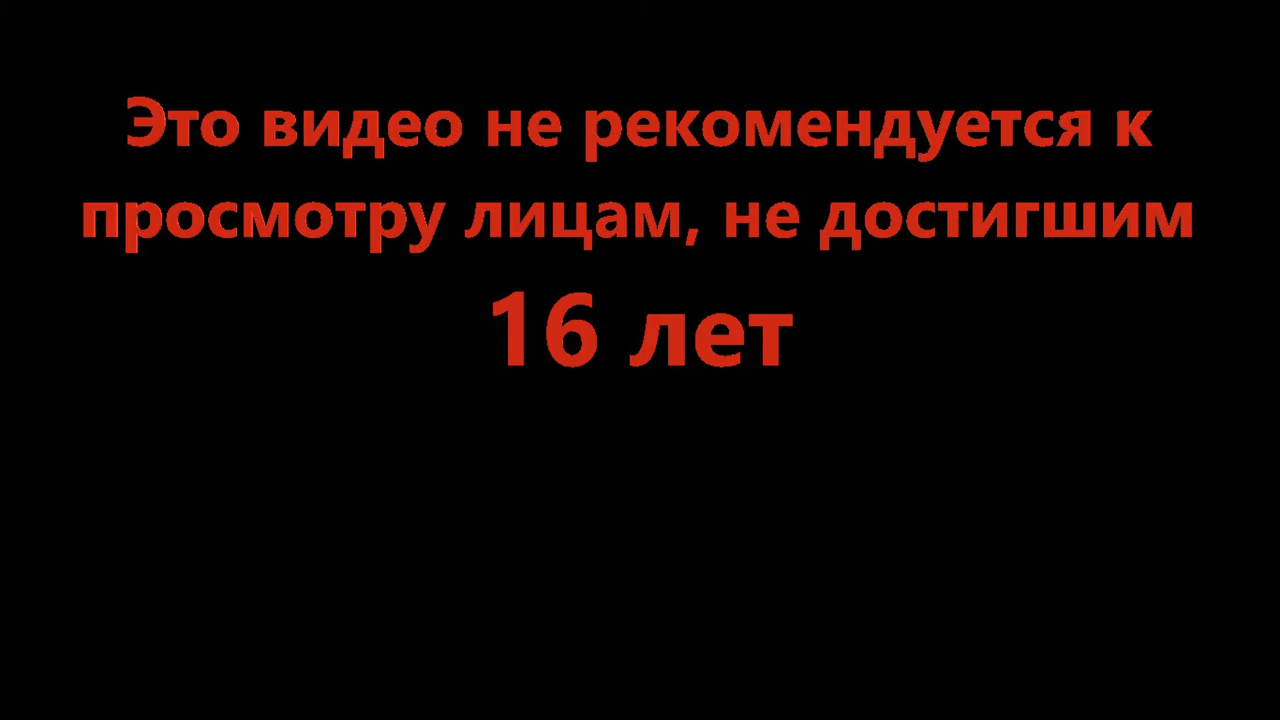 Это видео не рекомендуется к
просмотру лицам, не достигшим
16 лет